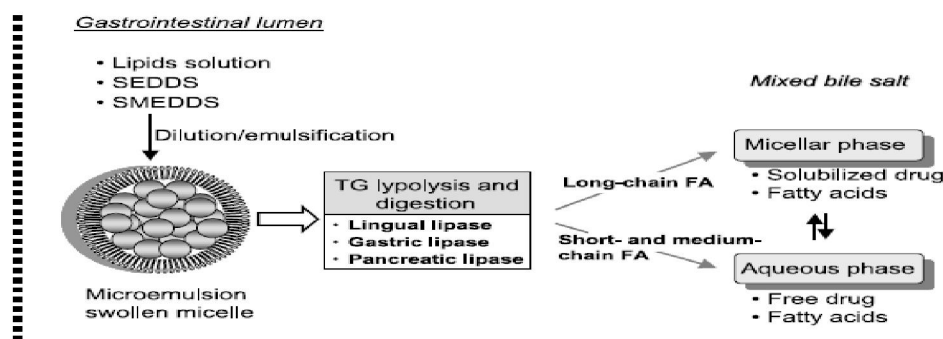 Gastrointestinal lumen
• Lipids solution
• SEDDS
• SMEDDS
Dilution/emulsification
Microemulsion
swollen micelle
TG lypolysis and
digestion
• Lingual lipase
• Gastric lipase
• Pancreatic lipase
Long-chain FA
Short- and medium-
chain FA
Mixed bile salt
Micellar phase
• Solubilized drug
• Fatty acids
Aqueous phase
• Free drug
• Fatty acids